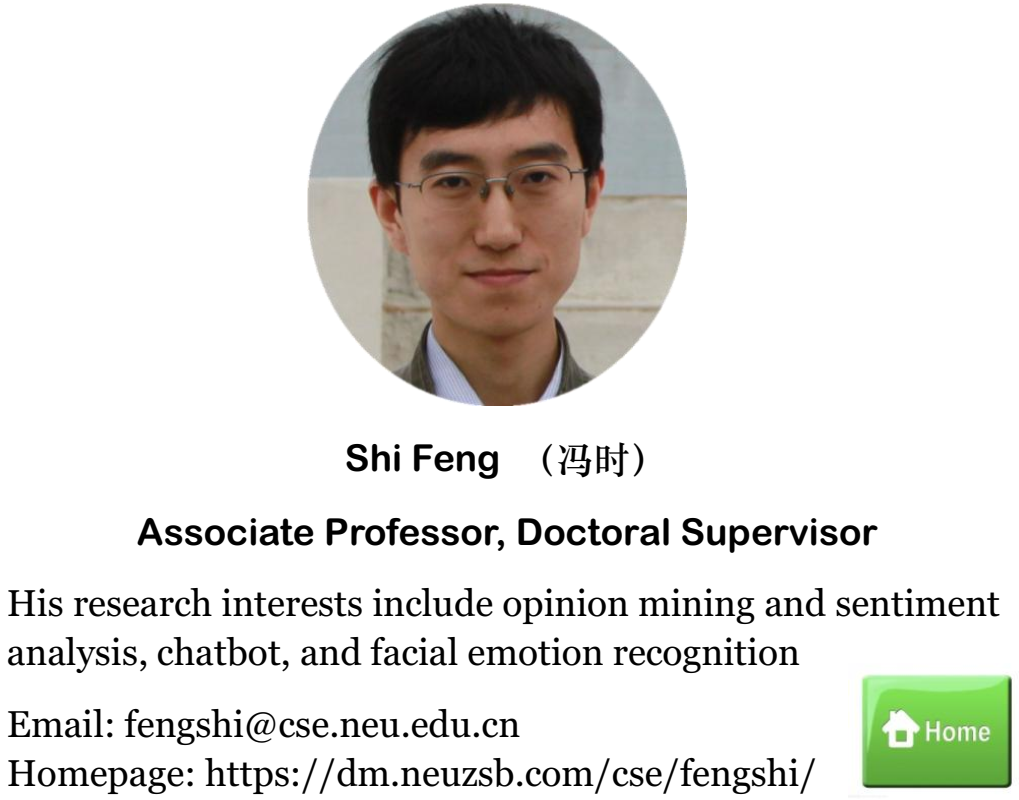 Shi Feng （冯时）
Associate Professor, Doctoral Supervisor
His research interests include opinion mining and sentiment
analysis, chatbot, and facial emotion recognition
Email: fengshi@cse.neu.edu.cn
Homepage: https://dm.neuzsb.com/cse/fengshi/
Home